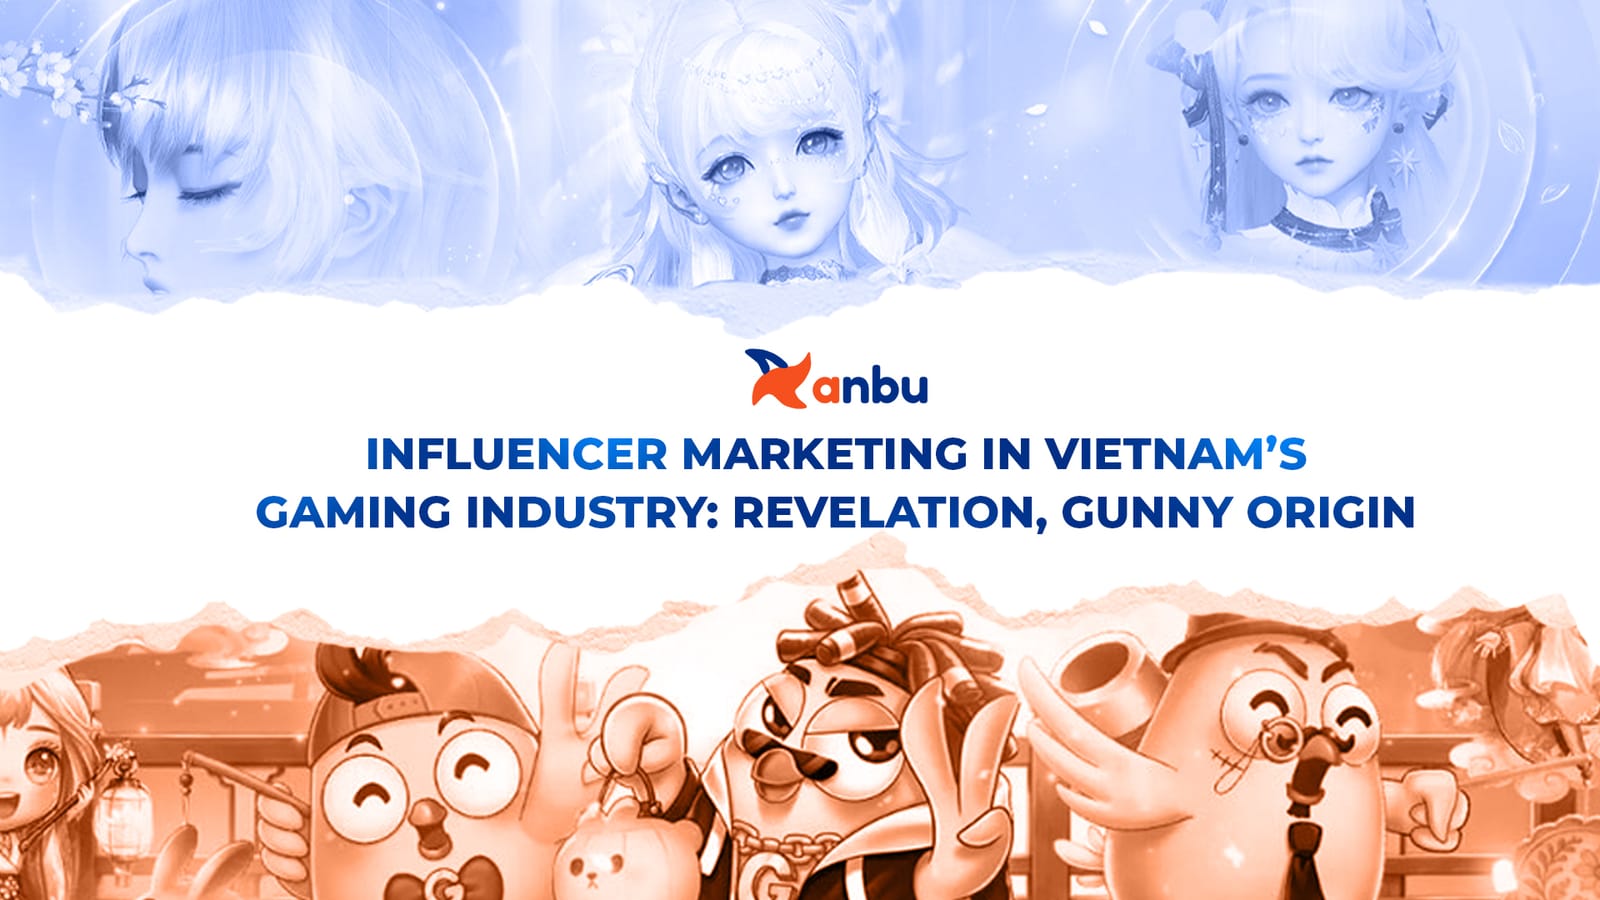 anbu
INFLUENCER MARKETING IN VIETNAM’S
GAMING INDUSTRY: REVELATION, GUNNY ORIGIN
G
G